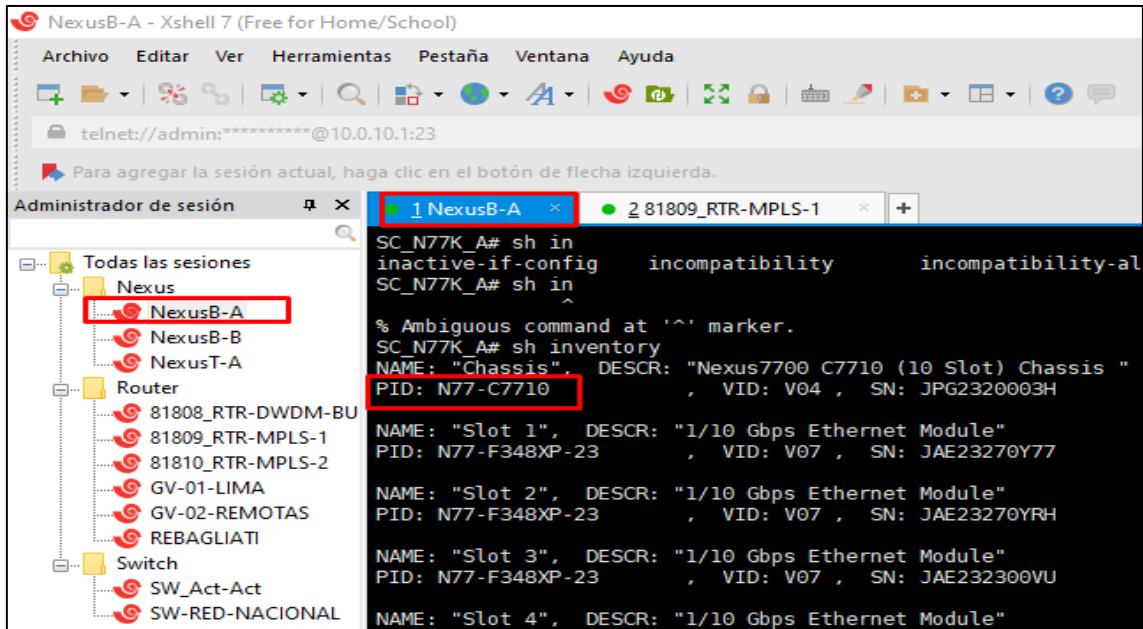 NexusB-A - Xshell 7 (Free for Home/School)
Archivo Editar Ver Herramientas Pestaña Ventana Ayuda
telnet://admin:**********@10.0.10.1:23
Para agregar la sesión actual, haga clic en el botón de flecha izquierda.
Administrador de sesión
1 NexusB-A
2 81809_RTR-MPLS-1
Todas las sesiones
Nexus
NexusB-A
NexusB-B
NexusT-A
Router
81808_RTR-DWDM-BU
81809_RTR-MPLS-1
81810_RTR-MPLS-2
GV-01-LIMA
GV-02-REMOTAS
REBAGLIATI
Switch
SW_Act-Act
SW-RED-NACIONAL
SC_N77K_A# sh in
inactive-if-config incompatibility incompatibility-al
SC_N77K_A# sh in
^
% Ambiguous command at '^' marker.
SC_N77K_A# sh inventory
NAME: "Chassis", DESCR: "Nexus7700 C7710 (10 Slot) Chassis "
PID: N77-C7710 , VID: V04 , SN: JPG2320003H
NAME: "Slot 1", DESCR: "1/10 Gbps Ethernet Module"
PID: N77-F348XP-23 , VID: V07 , SN: JAE23270Y77
NAME: "Slot 2", DESCR: "1/10 Gbps Ethernet Module"
PID: N77-F348XP-23 , VID: V07 , SN: JAE23270YRH
NAME: "Slot 3", DESCR: "1/10 Gbps Ethernet Module"
PID: N77-F348XP-23 , VID: V07 , SN: JAE232300VU
NAME: "Slot 4", DESCR: "1/10 Gbps Ethernet Module"